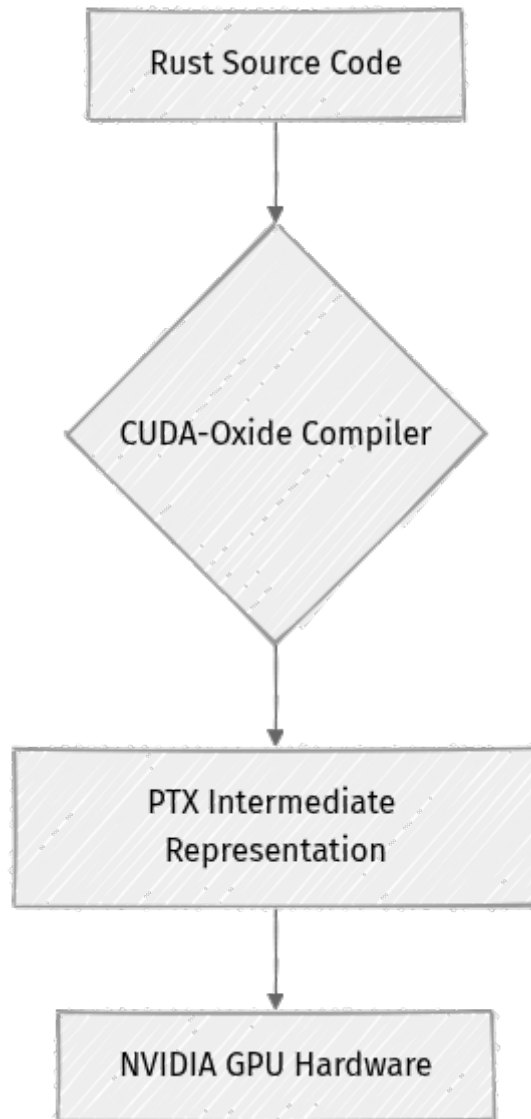 Rust Source Code
CUDA-Oxide Compiler
PTX Intermediate
Representation
NVIDIA GPU Hardware